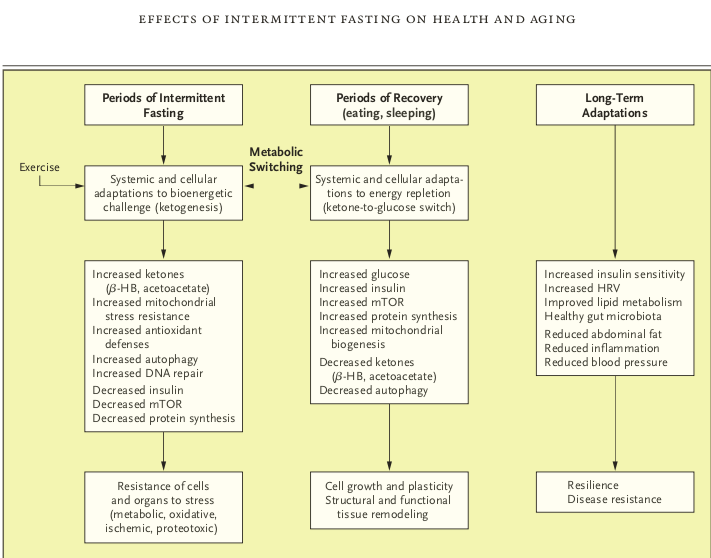 EFFECTS OF INTERMITTENT FASTING ON HEALTH AND AGING
Periods of Intermittent
Fasting
Periods of Recovery
(eating, sleeping)
Long-Term
Adaptations
Exercise
Metabolic
Switching
Systemic and cellular
adaptations to bioenergetic
challenge (ketogenesis)
Systemic and cellular adapta-
tions to energy repletion
(ketone-to-glucose switch)
Increased ketones
(β-HB, acetoacetate)
Increased mitochondrial
stress resistance
Increased antioxidant
defenses
Increased autophagy
Increased DNA repair
Decreased insulin
Decreased mTOR
Decreased protein synthesis
Increased glucose
Increased insulin
Increased mTOR
Increased protein synthesis
Increased mitochondrial
biogenesis
Decreased ketones
(β-HB, acetoacetate)
Decreased autophagy
Increased insulin sensitivity
Increased HRV
Improved lipid metabolism
Healthy gut microbiota
Reduced abdominal fat
Reduced inflammation
Reduced blood pressure
Resistance of cells
and organs to stress
(metabolic, oxidative,
ischemic, proteotoxic)
Cell growth and plasticity
Structural and functional
tissue remodeling
Resilience
Disease resistance